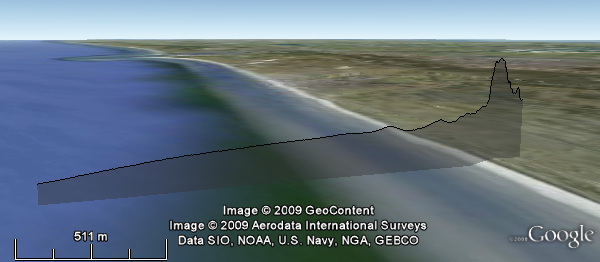 Image © 2009 GeoContent
Image © 2009 Aerodata International Surveys
Data SIO, NOAA, U.S. Navy, NGA, GEBCO
511 m
©2009 Google